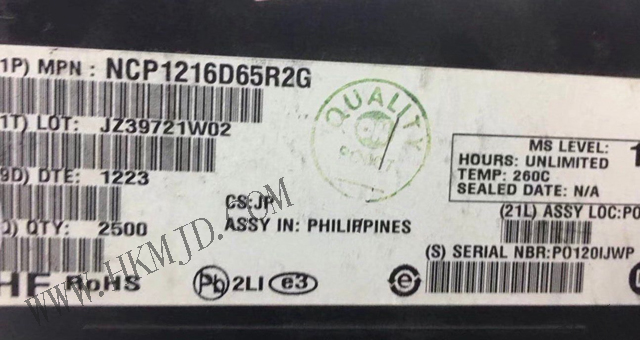 1P) MPN : NCP1216D65R2G
1T) LOT: JZ39721W02
9D) DTE: 1223
Q) QTY: 2500
HF RoHS
CS:JP
ASSY IN: PHILIPPINES
Pb 2LI e3
QUALITY
MS LEVEL: 1
HOURS: UNLIMITED
TEMP: 260C
SEALED DATE: N/A
(21L) ASSY LOC:PO
(S) SERIAL NBR:PO120IJWP
e
WWW.HKMJD.COM